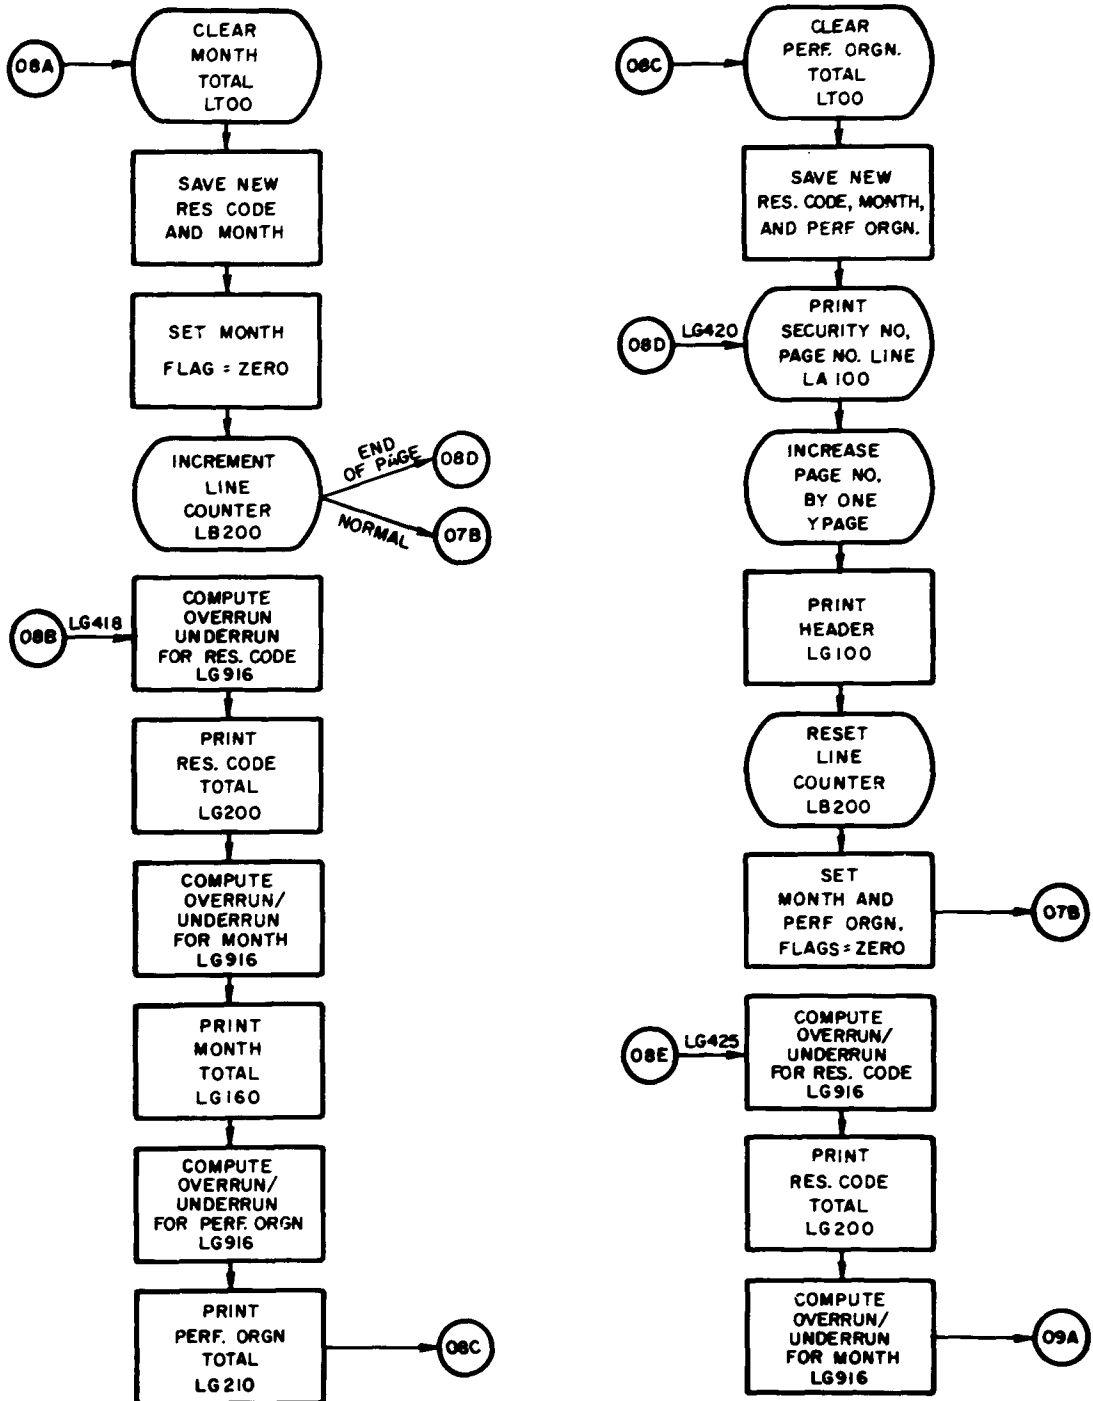 08A
CLEAR
MONTH
TOTAL
LT00
SAVE NEW
RES CODE
AND MONTH
SET MONTH
FLAG = ZERO
INCREMENT
LINE
COUNTER
LB200
END
OF PAGE
08D
NORMAL
07B
08B
LG418
COMPUTE
OVERRUN
UNDERRUN
FOR RES. CODE
LG916
PRINT
RES. CODE
TOTAL
LG200
COMPUTE
OVERRUN/
UNDERRUN
FOR MONTH
LG916
PRINT
MONTH
TOTAL
LG160
COMPUTE
OVERRUN/
UNDERRUN
FOR PERF. ORGN
LG916
PRINT
PERF. ORGN
TOTAL
LG210
08C
08C
CLEAR
PERF. ORGN.
TOTAL
LT00
SAVE NEW
RES. CODE, MONTH,
AND PERF ORGN.
08D
LG420
PRINT
SECURITY NO,
PAGE NO. LINE
LA100
INCREASE
PAGE NO.
BY ONE
YPAGE
PRINT
HEADER
LG100
RESET
LINE
COUNTER
LB200
SET
MONTH AND
PERF ORGN.
FLAGS = ZERO
07B
08E
LG425
COMPUTE
OVERRUN/
UNDERRUN
FOR RES. CODE
LG916
PRINT
RES. CODE
TOTAL
LG200
COMPUTE
OVERRUN/
UNDERRUN
FOR MONTH
LG916
09A